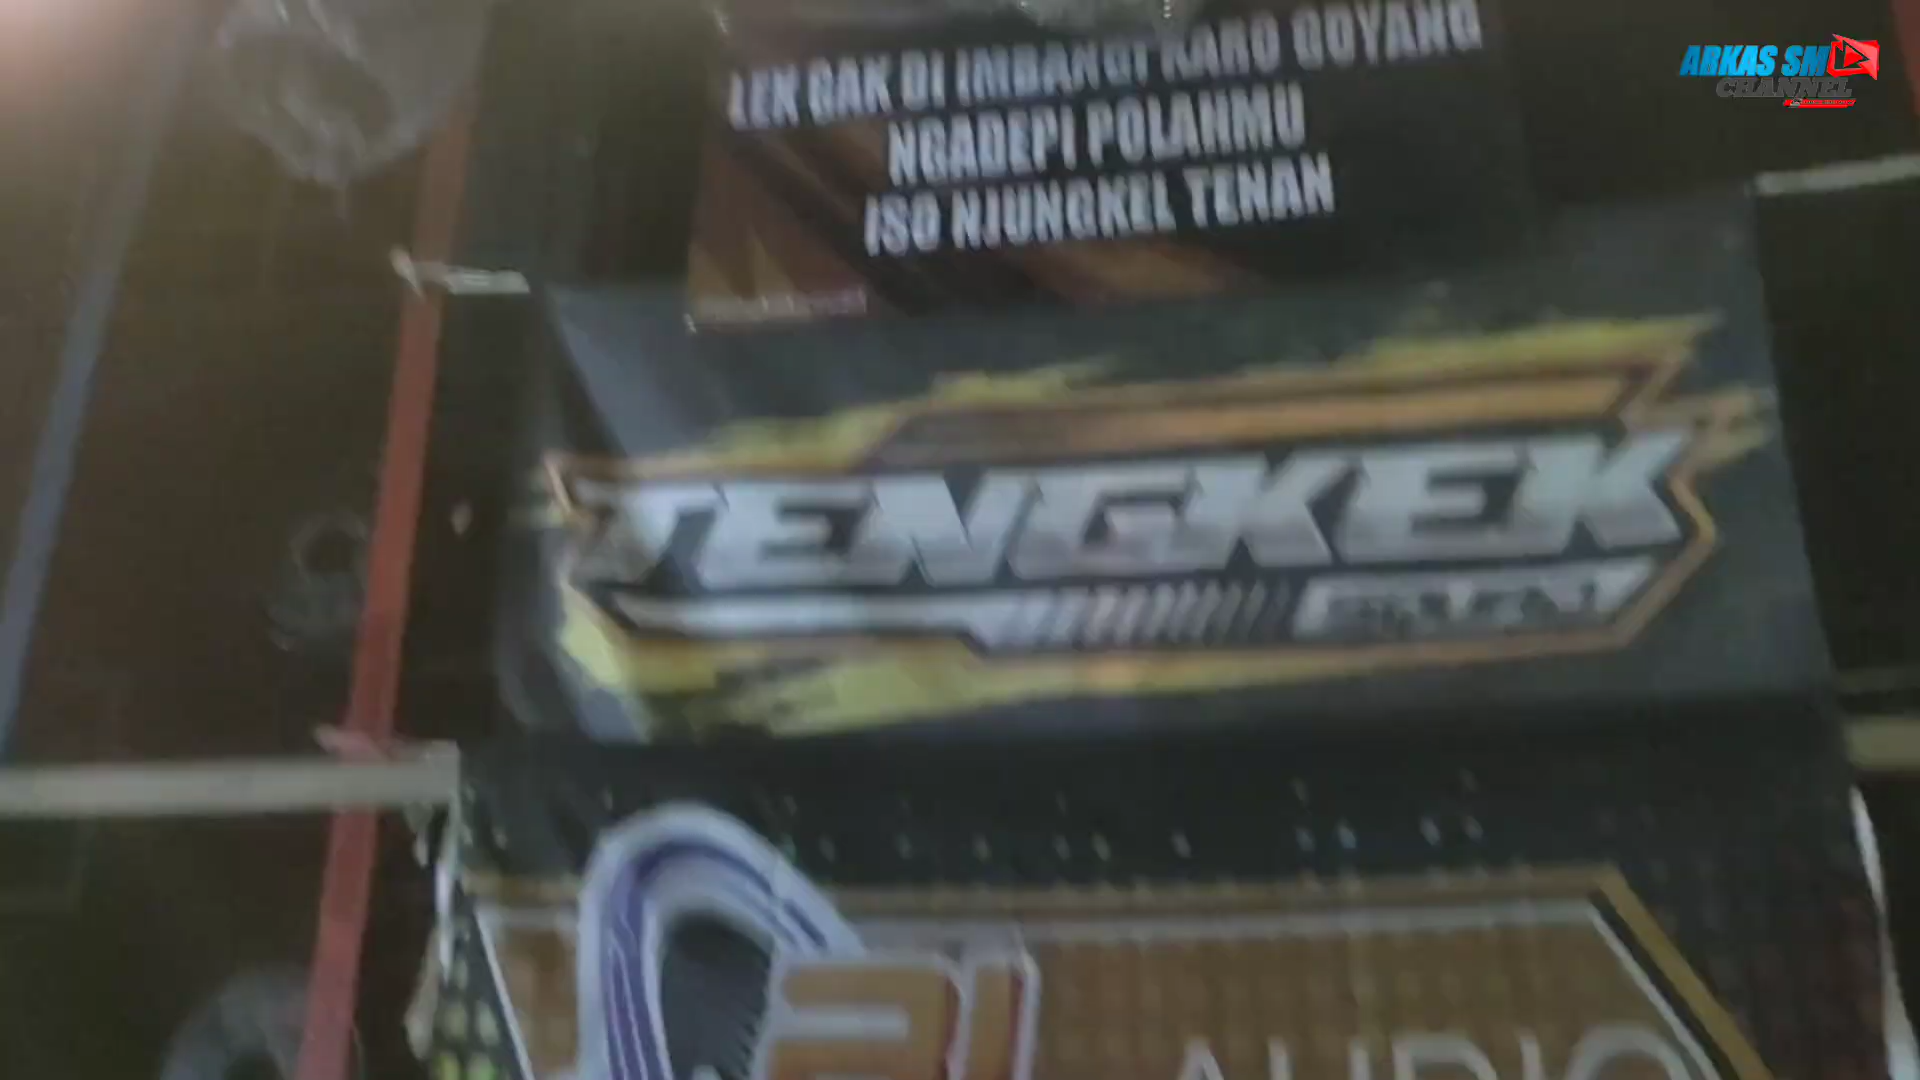 LEK GAK DI IMBANGI KARO GOYANG
NGADEPI POLAHMU
ISO NJUNGKEL TENAN
ARKAS SM
CHANNEL
TENGKEK
AUDIO